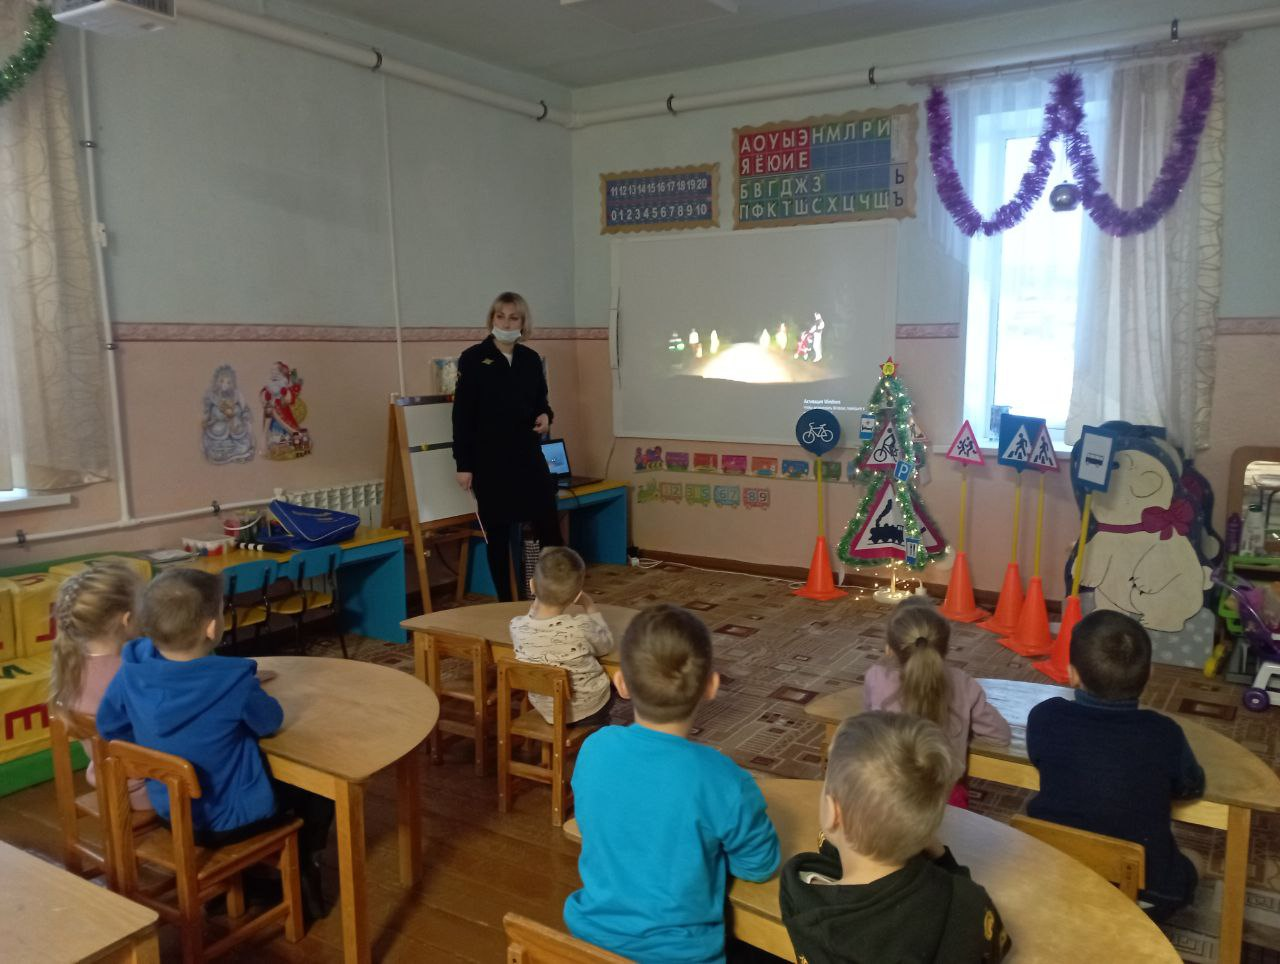 11 12 13 14 15 16 17 18 19 20
0 1 2 3 4 5 6 7 8 9 10
А О У Ы Э Н М Л Р И
Я Ё Ю И Е
Ь
Б В Г Д Ж З
П Ф К Т Ш С Х Ц Ч Щ Ъ
Активация Windows
P